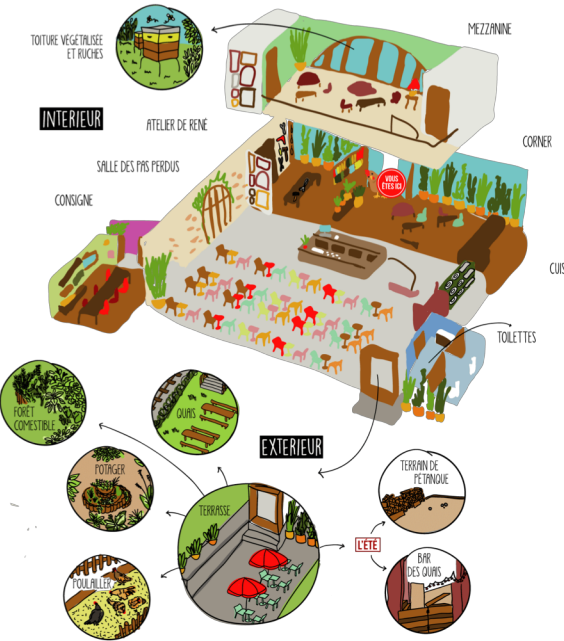 MEZZANINE
TOITURE VÉGÉTALISÉE
ET RUCHES
INTERIEUR
ATELIER DE RENÉ
CORNER
SALLE DES PAS PERDUS
VOUS
ÊTES ICI
CONSIGNE
CUIS
TOILETTES
FORÊT
COMESTIBLE
QUAIS
EXTERIEUR
POTAGER
TERRAIN DE
PÉTANQUE
TERRASSE
L'ÉTÉ
BAR
DES QUAIS
POULAILLER